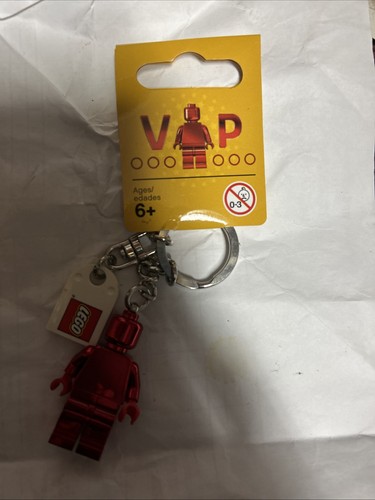 V P
Ages/
edades
6+
0-3
LEGO